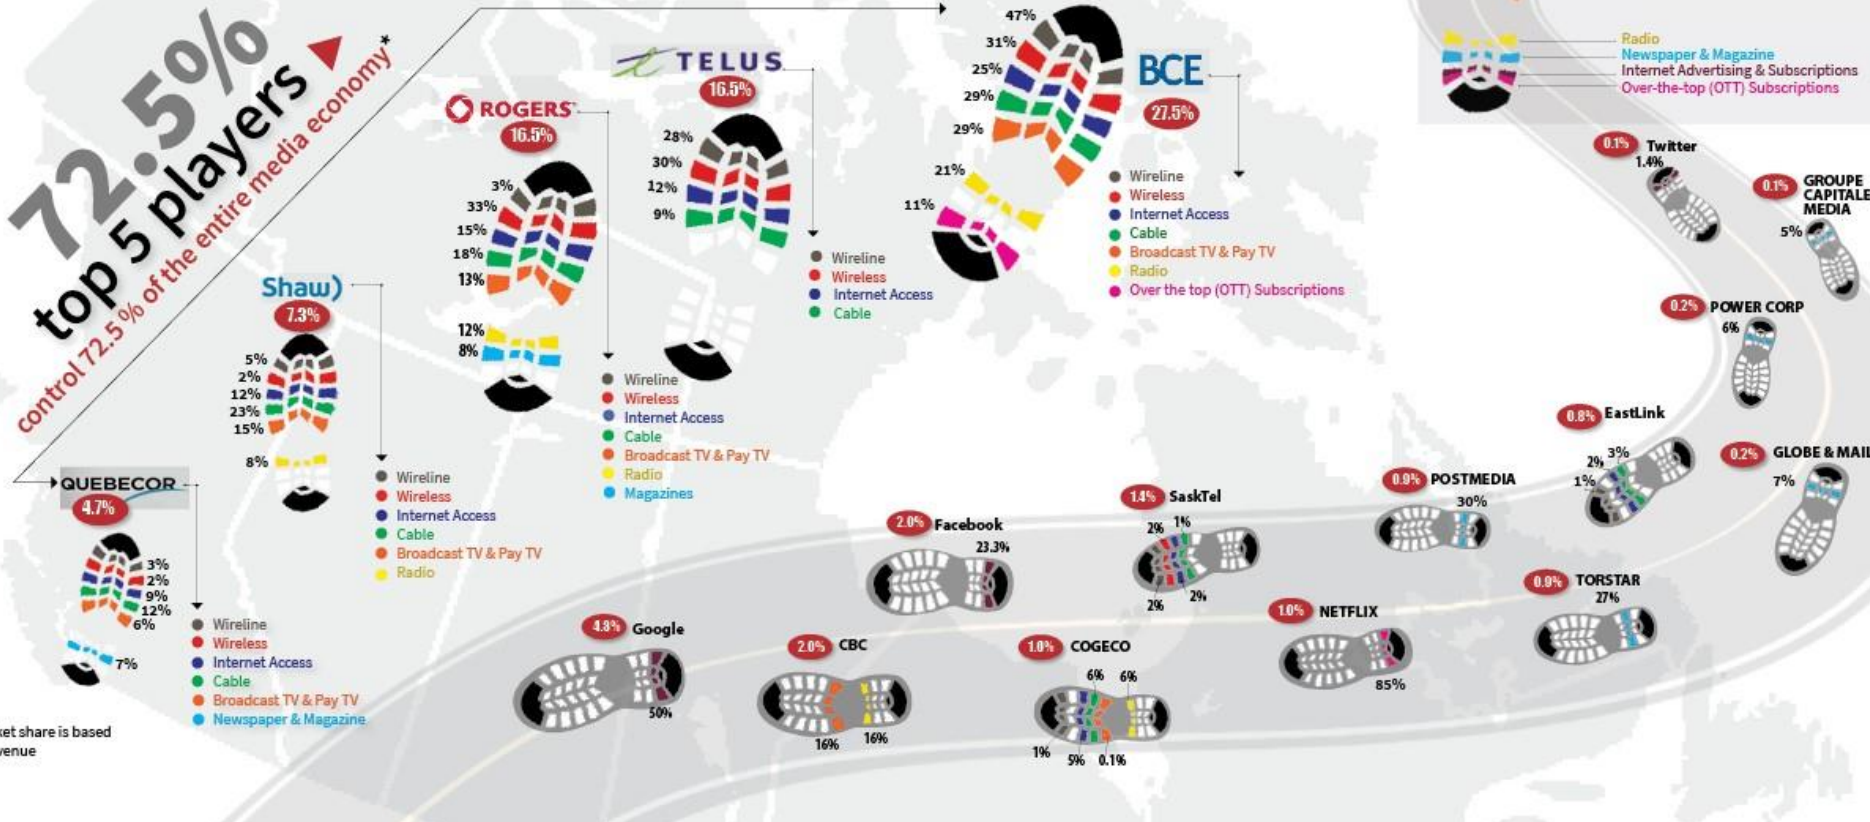 72.5%
top 5 players
control 72.5 % of the entire media economy*
QUEBECOR
4.7%
3%
2%
9%
12%
6%
7%
Wireline
Wireless
Internet Access
Cable
Broadcast TV & Pay TV
Newspaper & Magazine
Shaw)
7.3%
5%
2%
12%
23%
15%
8%
Wireline
Wireless
Internet Access
Cable
Broadcast TV & Pay TV
Radio
ROGERS
16.5%
3%
33%
15%
18%
13%
12%
8%
Wireline
Wireless
Internet Access
Cable
Broadcast TV & Pay TV
Radio
Magazines
TELUS
16.5%
28%
30%
12%
9%
Wireline
Wireless
Internet Access
Cable
BCE
27.5%
47%
31%
25%
29%
29%
21%
11%
Wireline
Wireless
Internet Access
Cable
Broadcast TV & Pay TV
Radio
Over the top (OTT) Subscriptions
Radio
Newspaper & Magazine
Internet Advertising & Subscriptions
Over-the-top (OTT) Subscriptions
0.1% Twitter
1.4%
0.1% GROUPE
CAPITALE
MEDIA
5%
0.2% POWER CORP
6%
0.8% EastLink
3%
2%
1%
0.2% GLOBE & MAIL
7%
0.9% POSTMEDIA
30%
0.9% TORSTAR
27%
1.4% SaskTel
2% 1%
2% 2%
1.0% NETFLIX
85%
2.0% Facebook
23.3%
COGECO
6% 6%
1% 5% 0.1%
2.0% CBC
16% 16%
Google
50%
ket share is based
venue